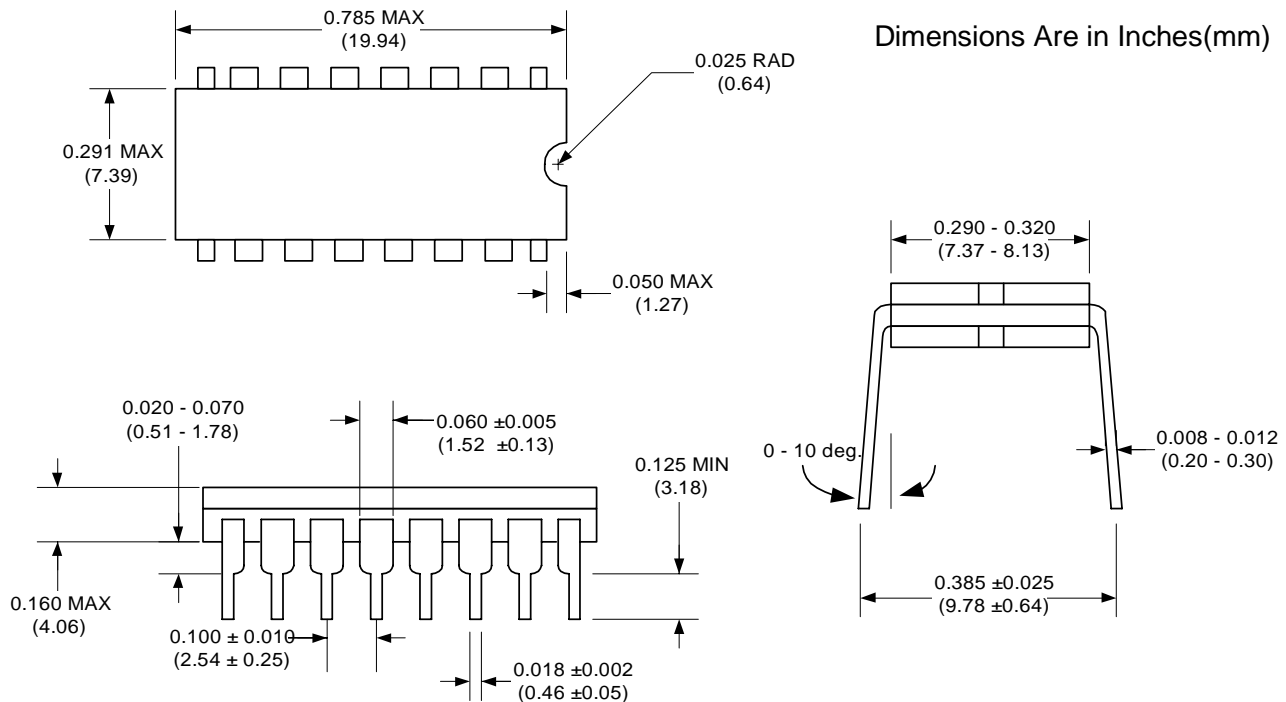 0.785 MAX
(19.94)
Dimensions Are in Inches(mm)
0.025 RAD
(0.64)
0.291 MAX
(7.39)
0.050 MAX
(1.27)
0.290 - 0.320
(7.37 - 8.13)
0.020 - 0.070
(0.51 - 1.78)
0.060 ±0.005
(1.52 ±0.13)
0.125 MIN
(3.18)
0 - 10 deg.
0.008 - 0.012
(0.20 - 0.30)
0.160 MAX
(4.06)
0.100 ± 0.010
(2.54 ± 0.25)
0.018 ±0.002
(0.46 ±0.05)
0.385 ±0.025
(9.78 ±0.64)